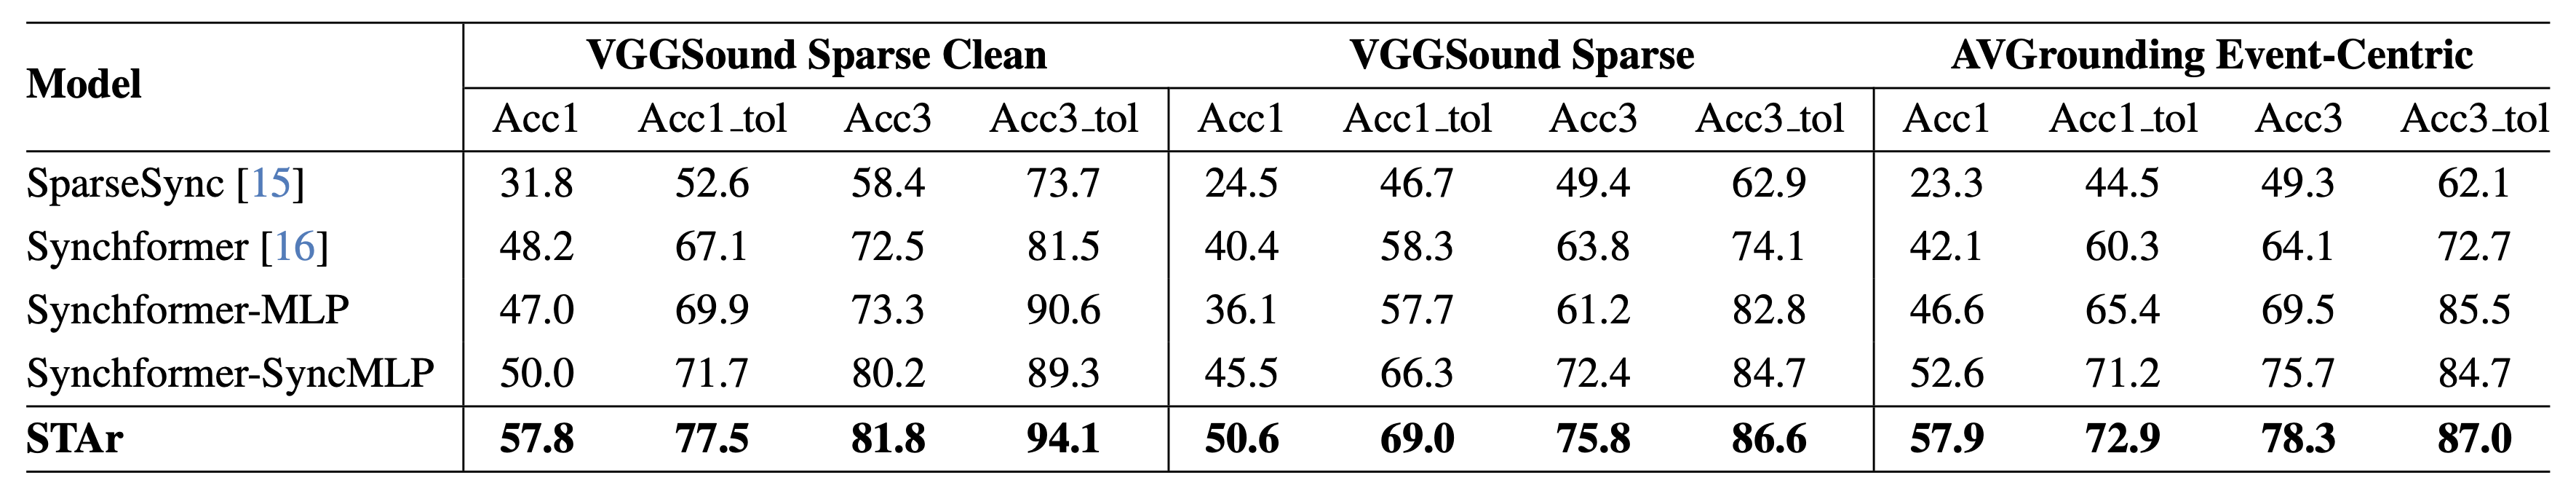 Model VGGSound Sparse Clean VGGSound Sparse AVGrounding Event-Centric
Acc1 Acc1_tol Acc3 Acc3_tol Acc1 Acc1_tol Acc3 Acc3_tol Acc1 Acc1_tol Acc3 Acc3_tol
SparseSync [15] 31.8 52.6 58.4 73.7 24.5 46.7 49.4 62.9 23.3 44.5 49.3 62.1
Synchformer [16] 48.2 67.1 72.5 81.5 40.4 58.3 63.8 74.1 42.1 60.3 64.1 72.7
Synchformer-MLP 47.0 69.9 73.3 90.6 36.1 57.7 61.2 82.8 46.6 65.4 69.5 85.5
Synchformer-SyncMLP 50.0 71.7 80.2 89.3 45.5 66.3 72.4 84.7 52.6 71.2 75.7 84.7
STAr 57.8 77.5 81.8 94.1 50.6 69.0 75.8 86.6 57.9 72.9 78.3 87.0